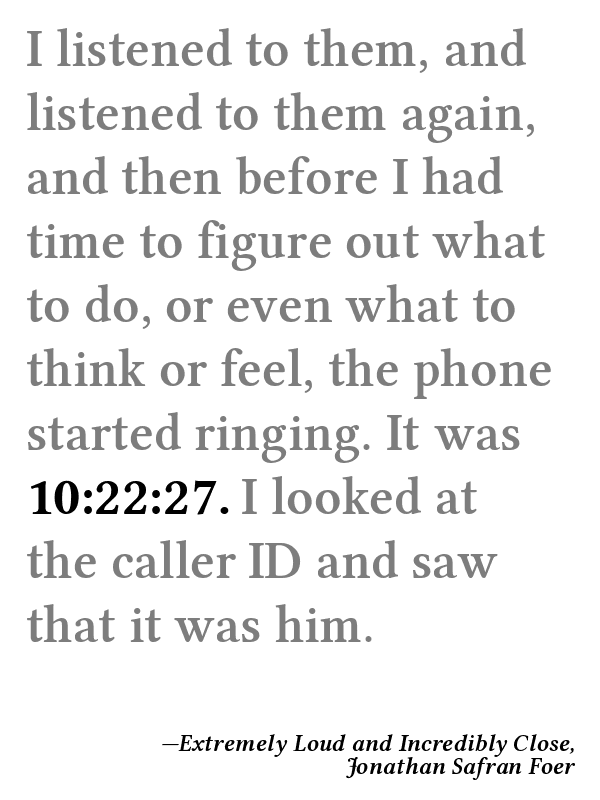 I listened to them, and
listened to them again,
and then before I had
time to figure out what
to do, or even what to
think or feel, the phone
started ringing. It was
10:22:27. I looked at
the caller ID and saw
that it was him.
—Extremely Loud and Incredibly Close,
Jonathan Safran Foer